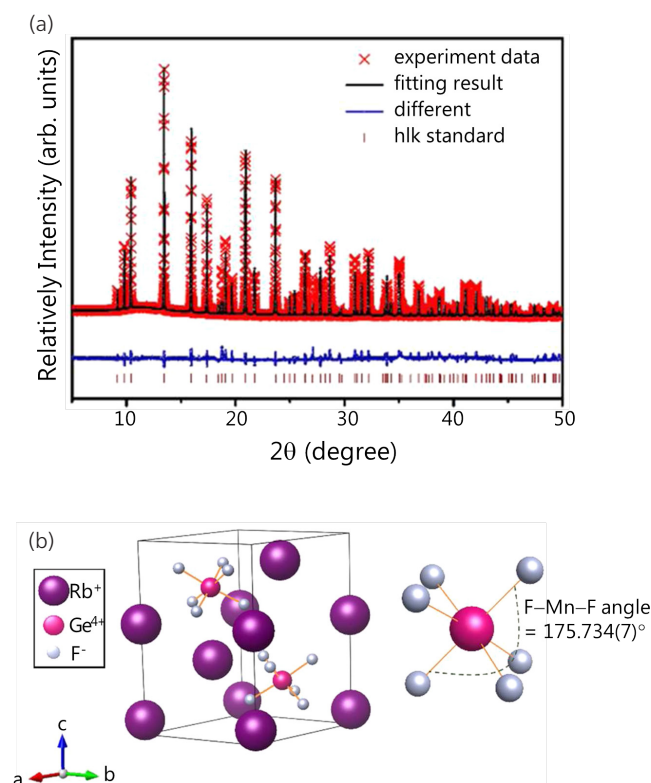 (a)
Relatively Intensity (arb. units)
experiment data
fitting result
different
hlk standard
10 20 30 40 50
2θ (degree)
(b)
Rb⁺
Ge⁴⁺
F⁻
F–Mn–F angle
= 175.734(7)°
c
a
b